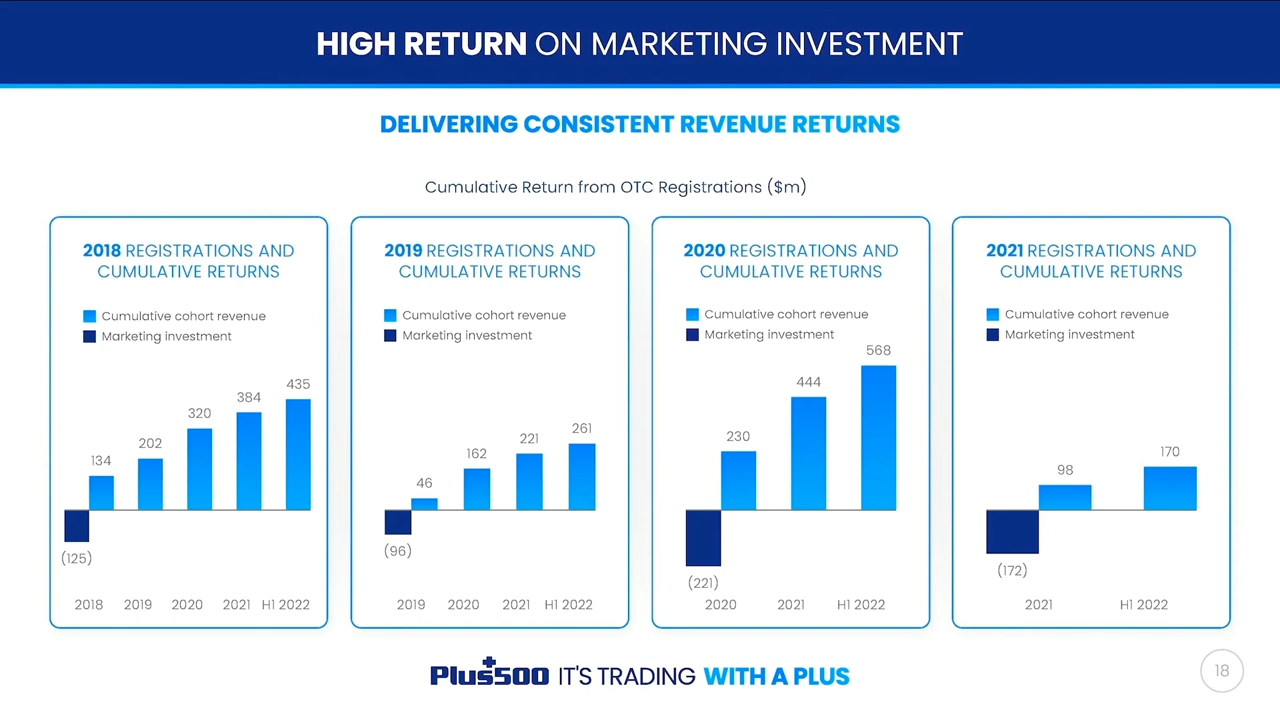 HIGH RETURN ON MARKETING INVESTMENT
DELIVERING CONSISTENT REVENUE RETURNS
Cumulative Return from OTC Registrations ($m)
2018 REGISTRATIONS AND
CUMULATIVE RETURNS
Cumulative cohort revenue
Marketing investment
435
384
320
202
134
(125)
2018 2019 2020 2021 H1 2022
2019 REGISTRATIONS AND
CUMULATIVE RETURNS
Cumulative cohort revenue
Marketing investment
261
221
162
46
(96)
2019 2020 2021 H1 2022
2020 REGISTRATIONS AND
CUMULATIVE RETURNS
Cumulative cohort revenue
Marketing investment
568
444
230
(221)
2020 2021 H1 2022
2021 REGISTRATIONS AND
CUMULATIVE RETURNS
Cumulative cohort revenue
Marketing investment
170
98
(172)
2021 H1 2022
Plus500 IT'S TRADING WITH A PLUS
18